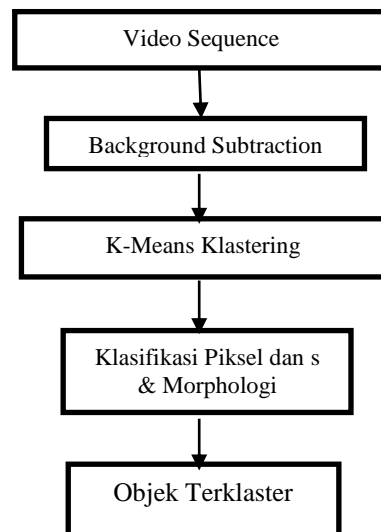 Video Sequence
Background Subtraction
K-Means Klastering
Klasifikasi Piksel dan s
& Morphologi
Objek Terklaster